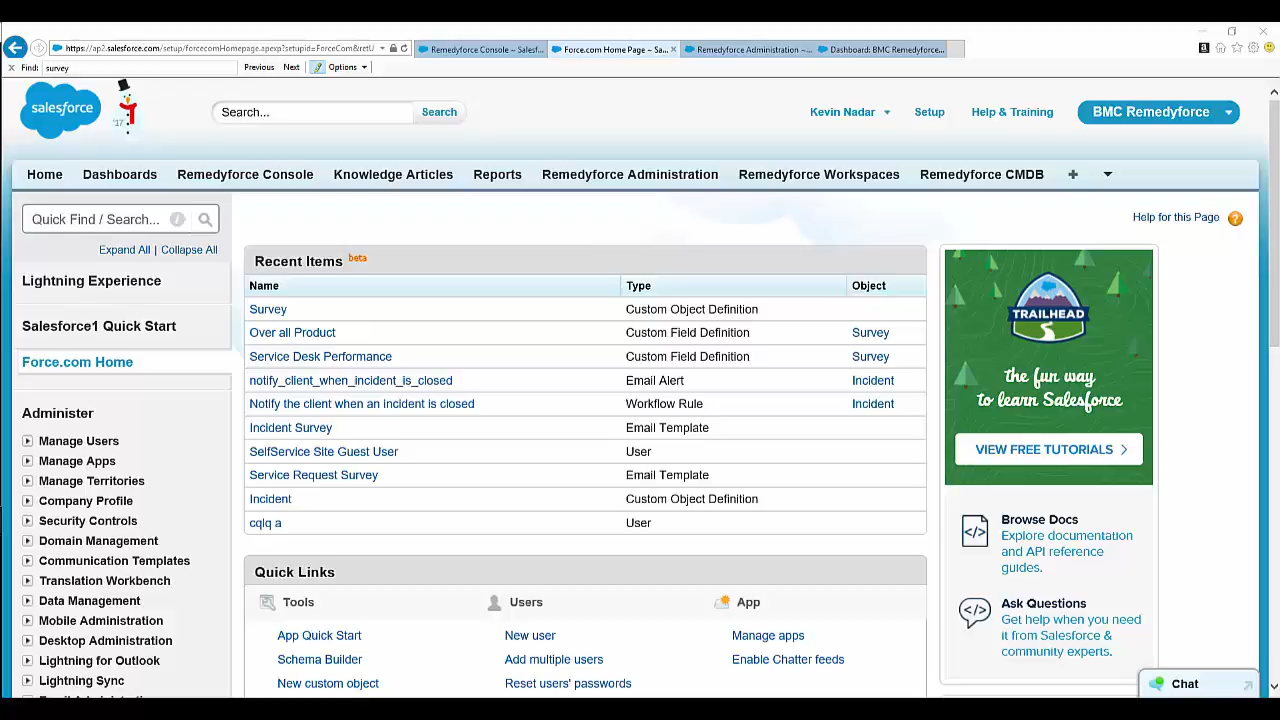 https://ap2.salesforce.com/setup/forcecomHomepage.apexp?setupid=ForceCom&retU
Remedyforce Console ~ Salesf...
Force.com Home Page ~ Sa...
Remedyforce Administration ~...
Dashboard: BMC Remedyforce...
Find: survey
Previous
Next
Options
salesforce
'17
Search...
Search
Kevin Nadar
Setup
Help & Training
BMC Remedyforce
Home
Dashboards
Remedyforce Console
Knowledge Articles
Reports
Remedyforce Administration
Remedyforce Workspaces
Remedyforce CMDB
Quick Find / Search...
Expand All | Collapse All
Lightning Experience
Salesforce1 Quick Start
Force.com Home
Administer
Manage Users
Manage Apps
Manage Territories
Company Profile
Security Controls
Domain Management
Communication Templates
Translation Workbench
Data Management
Mobile Administration
Desktop Administration
Lightning for Outlook
Lightning Sync
Help for this Page
Recent Items beta
Name Type Object
Survey Custom Object Definition
Over all Product Custom Field Definition Survey
Service Desk Performance Custom Field Definition Survey
notify_client_when_incident_is_closed Email Alert Incident
Notify the client when an incident is closed Workflow Rule Incident
Incident Survey Email Template
SelfService Site Guest User User
Service Request Survey Email Template
Incident Custom Object Definition
cqlq a User
Quick Links
Tools Users App
App Quick Start New user Manage apps
Schema Builder Add multiple users Enable Chatter feeds
New custom object Reset users' passwords
TRAILHEAD
the fun way
to learn Salesforce
VIEW FREE TUTORIALS
Browse Docs
Explore documentation
and API reference
guides.
Ask Questions
Get help when you need
it from Salesforce &
community experts.
Chat